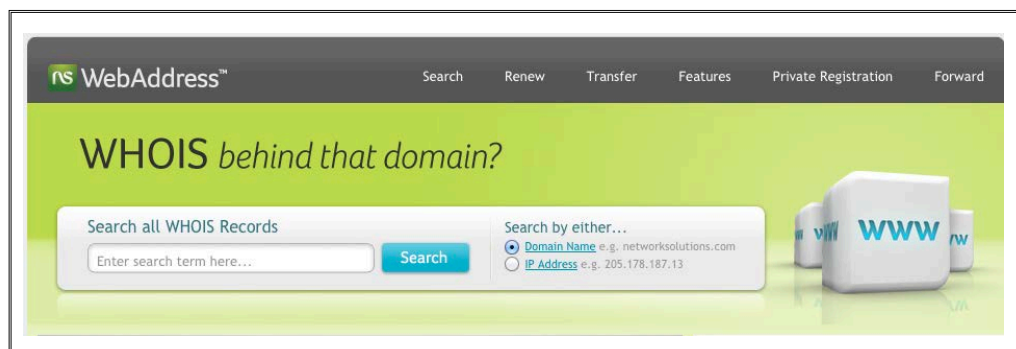 ns WebAddress™ Search Renew Transfer Features Private Registration Forward
WHOIS behind that domain?
Search all WHOIS Records
Enter search term here...
Search
Search by either...
Domain Name e.g. networksolutions.com
IP Address e.g. 205.178.187.13
www